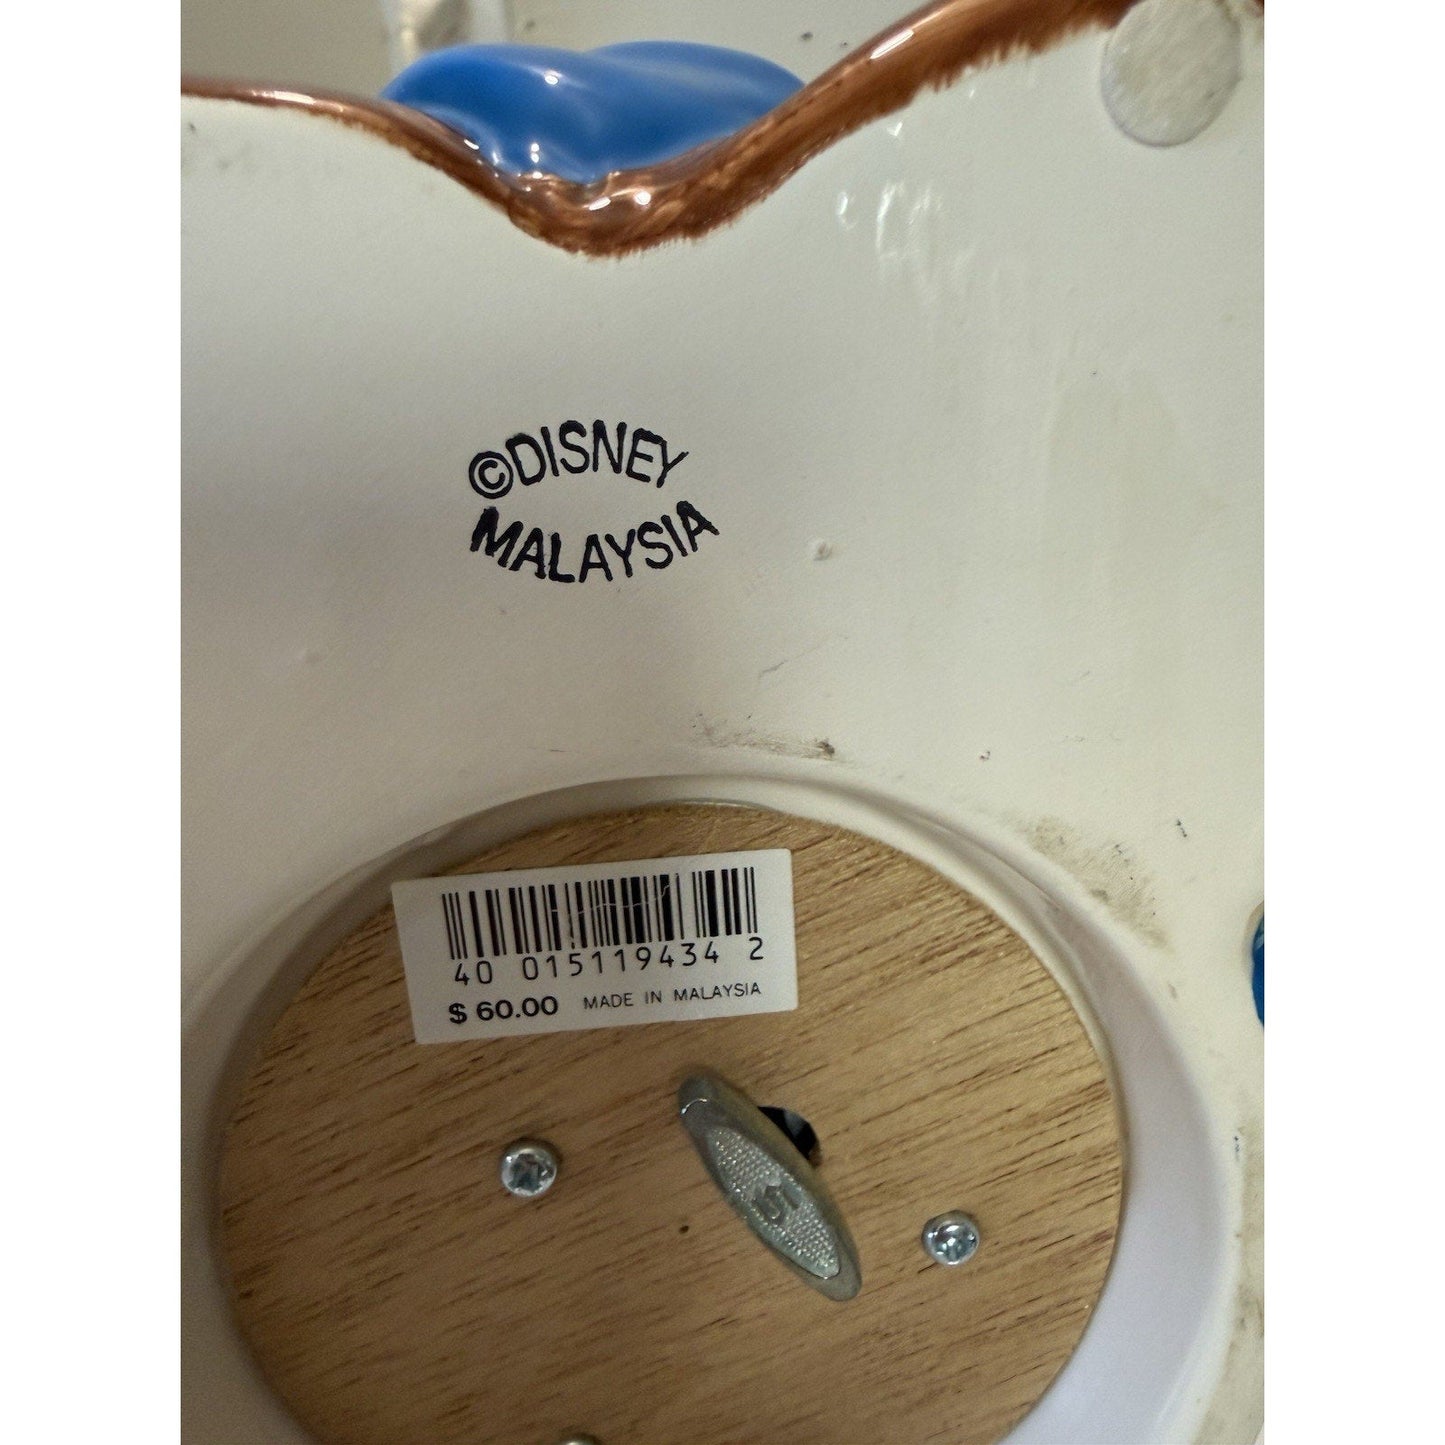 ©DISNEY
MALAYSIA
40 015119434 2
$ 60.00 MADE IN MALAYSIA
S